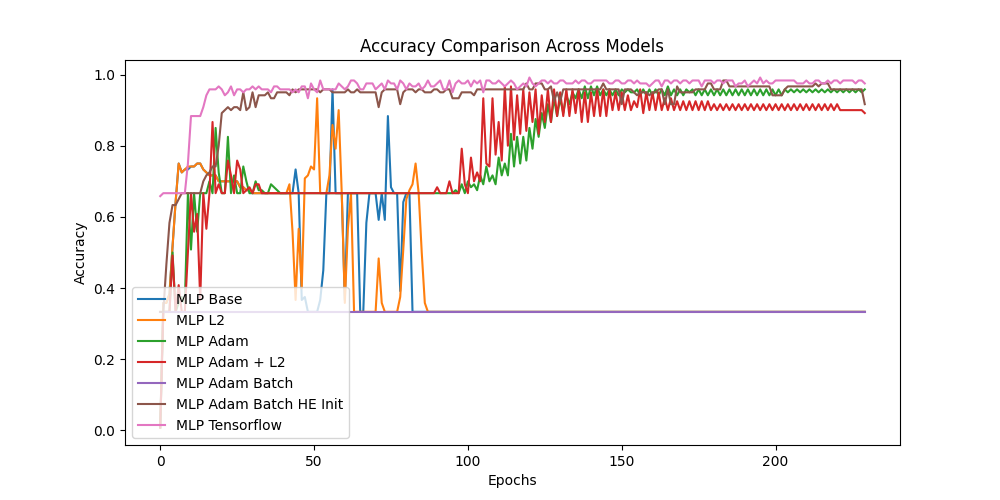 Accuracy Comparison Across Models
1.0
0.8
0.6
0.4
0.2
0.0
Accuracy
MLP Base
MLP L2
MLP Adam
MLP Adam + L2
MLP Adam Batch
MLP Adam Batch HE Init
MLP Tensorflow
0 50 100 150 200
Epochs